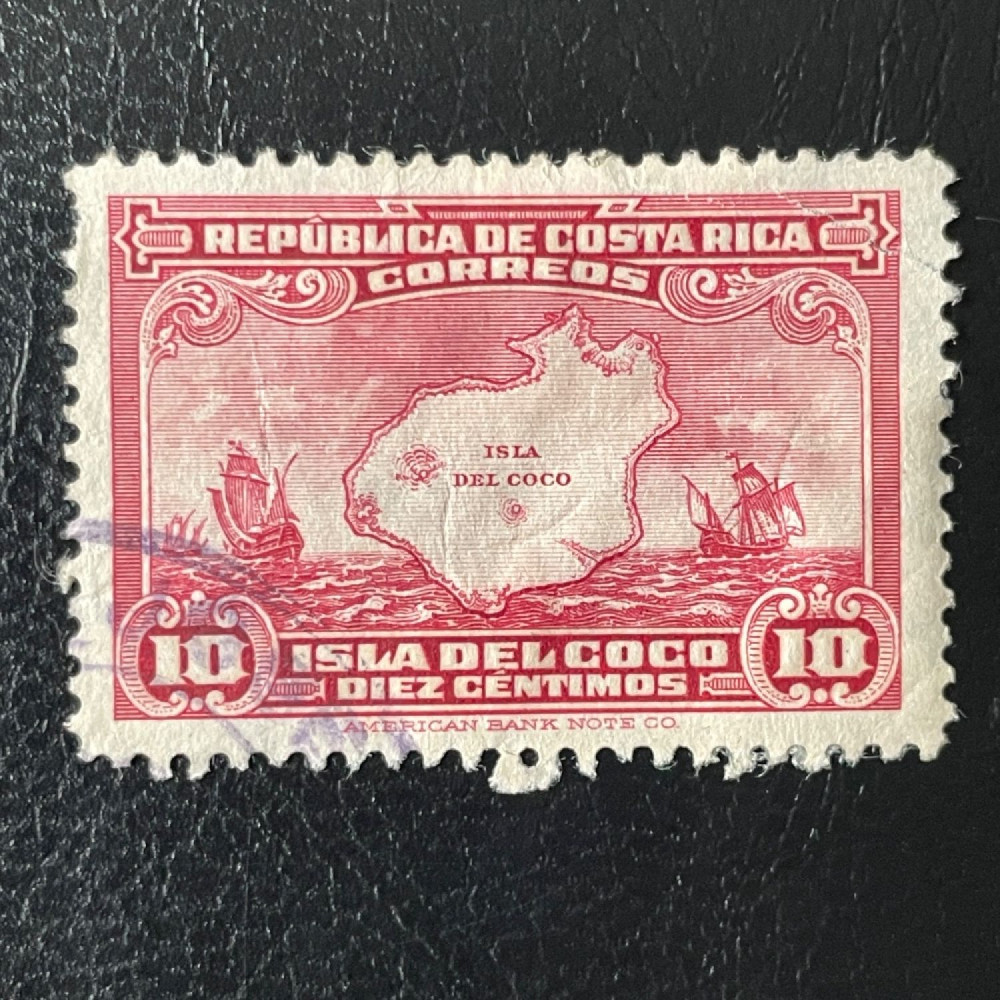 REPÚBLICA DE COSTA RICA
CORREOS
ISLA
DEL COCO
10 ISLA DEL COCO 10
DIEZ CÉNTIMOS
AMERICAN BANK NOTE CO.